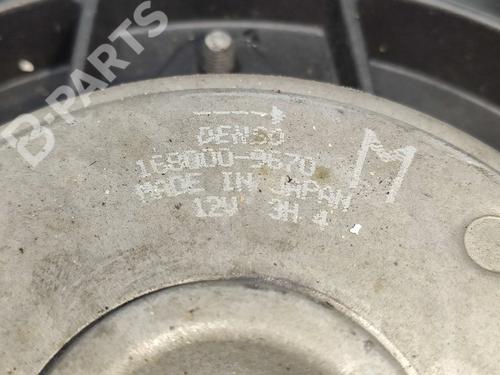 B-PARTS
DENSO
168000-9670
M
MADE IN JAPAN
12V 3H 4